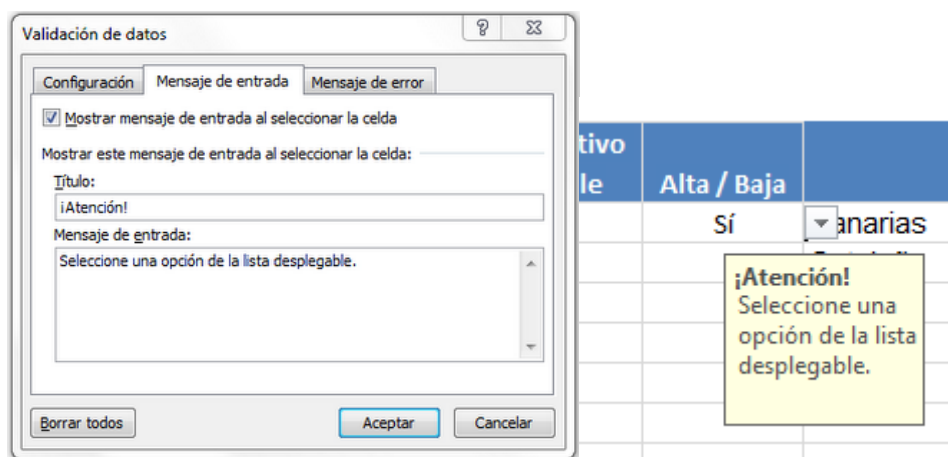 Validación de datos
Configuración
Mensaje de entrada
Mensaje de error
Mostrar mensaje de entrada al seleccionar la celda
Mostrar este mensaje de entrada al seleccionar la celda:
Título:
¡Atención!
Mensaje de entrada:
Seleccione una opción de la lista desplegable.
Borrar todos
Aceptar
Cancelar
tivo
le
Alta / Baja
Sí
anarias
¡Atención!
Seleccione una
opción de la lista
desplegable.